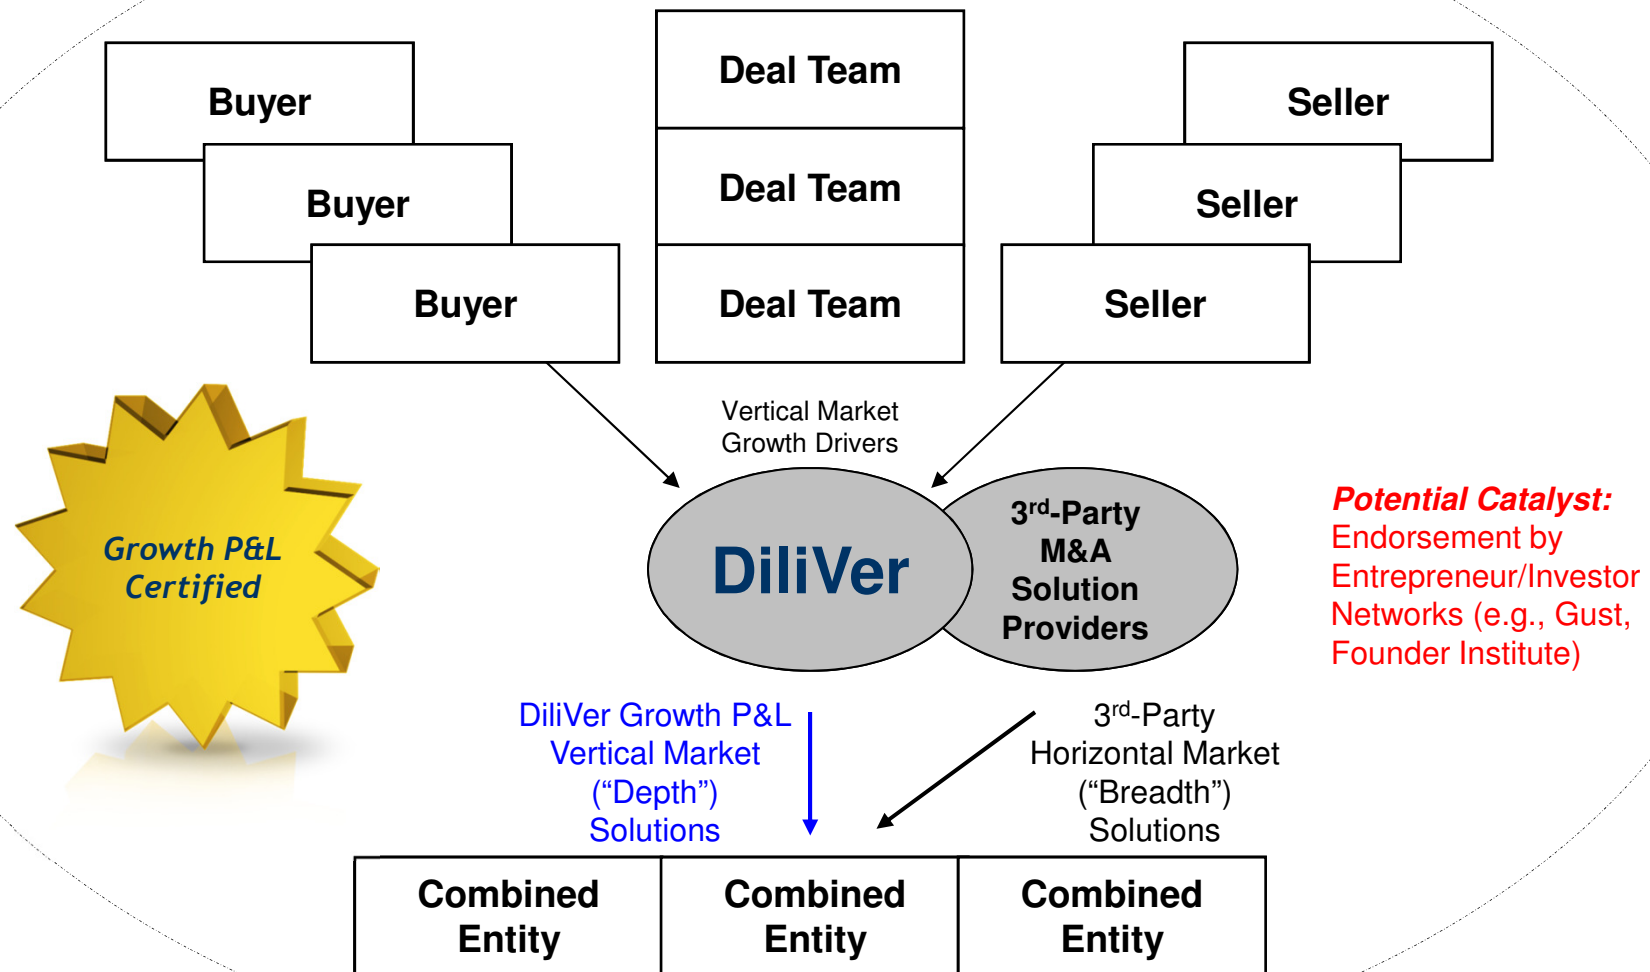 Deal Team
Buyer
Seller
Deal Team
Buyer
Seller
Deal Team
Buyer
Seller
Vertical Market
Growth Drivers
Growth P&L
Certified
DiliVer
3rd-Party
M&A
Solution
Providers
Potential Catalyst:
Endorsement by
Entrepreneur/Investor
Networks (e.g., Gust,
Founder Institute)
DiliVer Growth P&L
Vertical Market
(“Depth”)
Solutions
3rd-Party
Horizontal Market
(“Breadth”)
Solutions
Combined
Entity
Combined
Entity
Combined
Entity